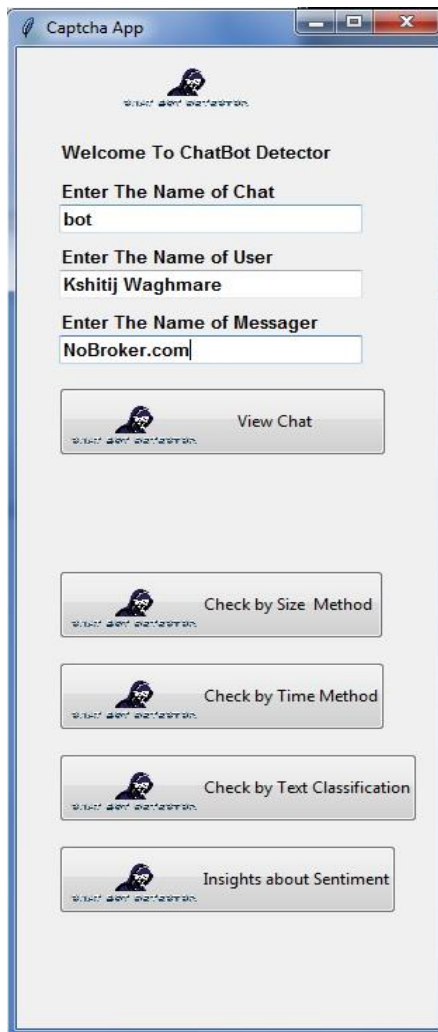 Captcha App
Welcome To ChatBot Detector
Enter The Name of Chat
bot
Enter The Name of User
Kshitij Waghmare
Enter The Name of Messager
NoBroker.com
View Chat
Check by Size  Method
Check by Time Method
Check by Text Classification
Insights about Sentiment